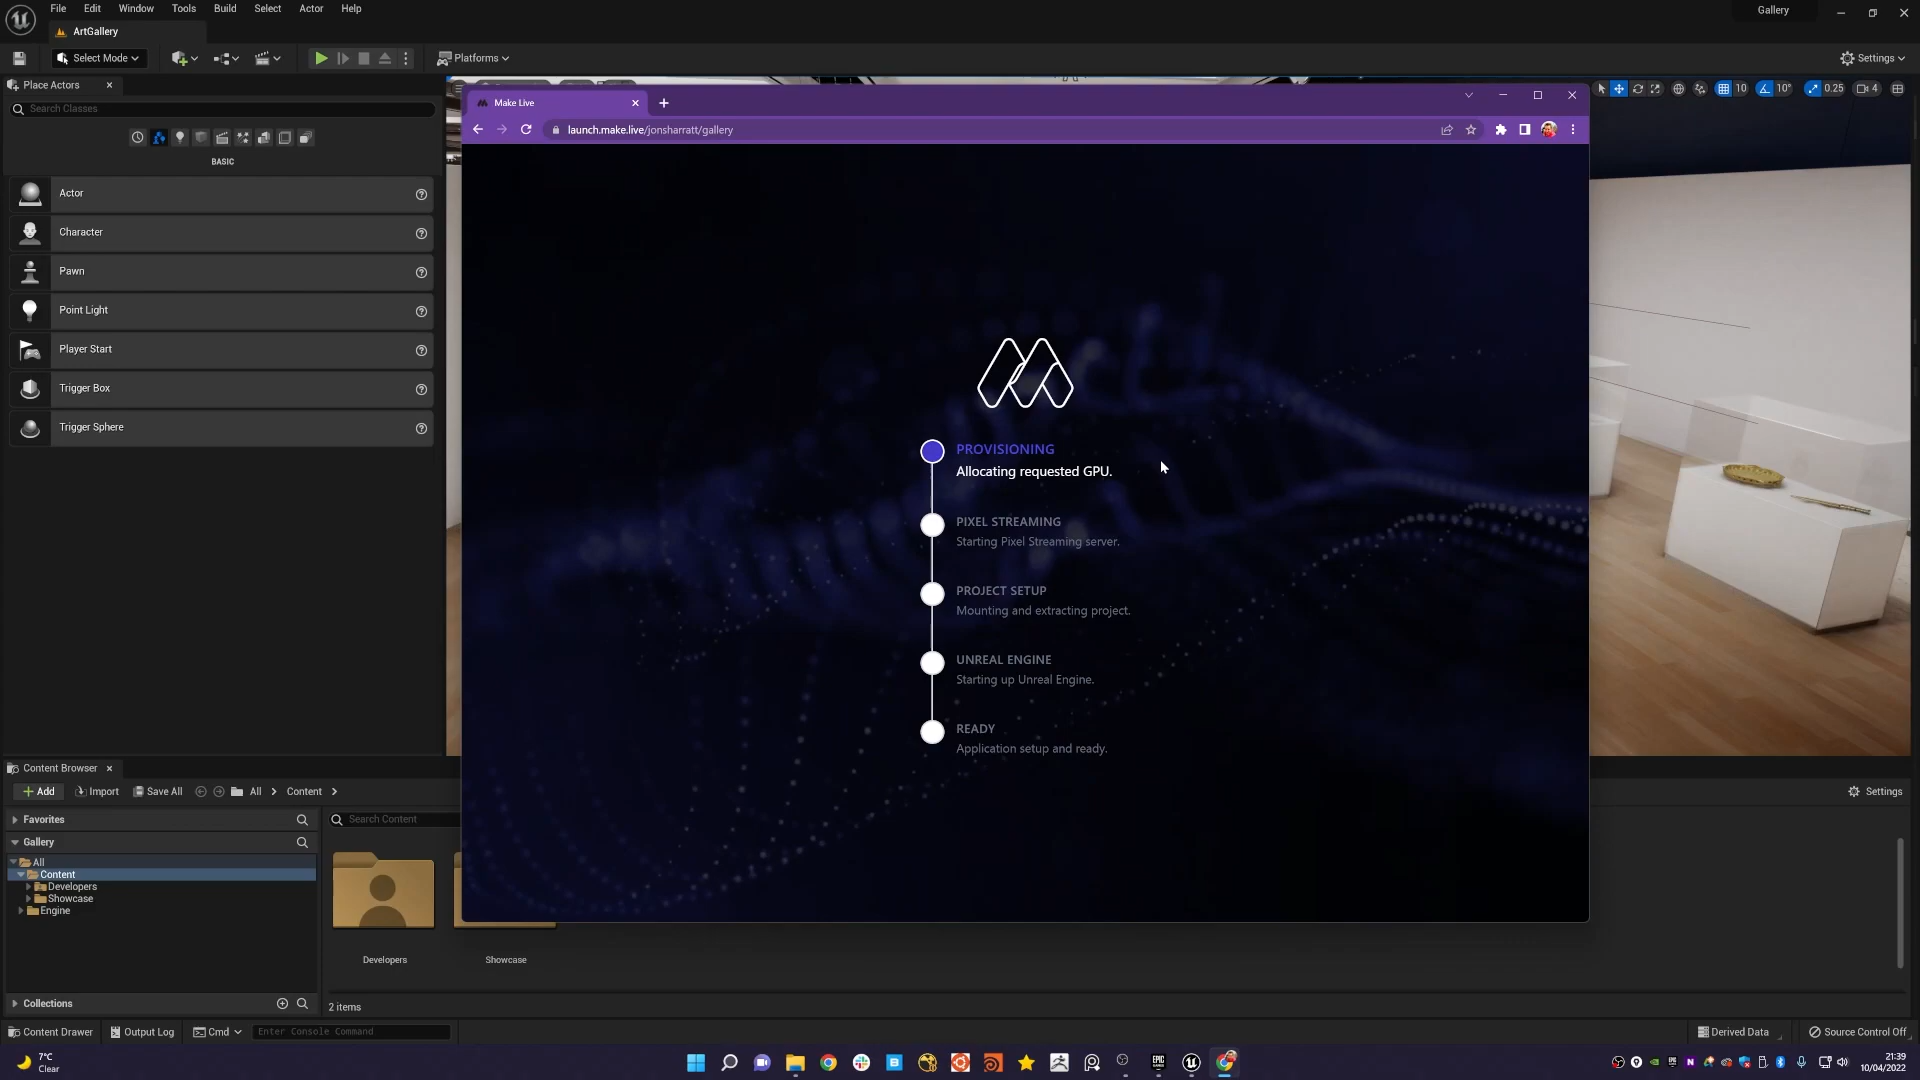 File Edit Window Tools Build Select Actor Help
Gallery
ArtGallery
Select Mode
Platforms
Settings
Place Actors
Search Classes
BASIC
Actor
Character
Pawn
Point Light
Player Start
Trigger Box
Trigger Sphere
10
10°
0.25
4
Make Live
launch.make.live/jonsharratt/gallery
PROVISIONING
Allocating requested GPU.
PIXEL STREAMING
Starting Pixel Streaming server.
PROJECT SETUP
Mounting and extracting project.
UNREAL ENGINE
Starting up Unreal Engine.
READY
Application setup and ready.
Content Browser
Add Import Save All All Content
Settings
Favorites
Gallery
All
Content
Developers
Showcase
Engine
Collections
Search Content
Developers
Showcase
2 items
Content Drawer Output Log Cmd Enter Console Command
Derived Data Source Control Off
7°C
Clear
21:39
10/04/2022